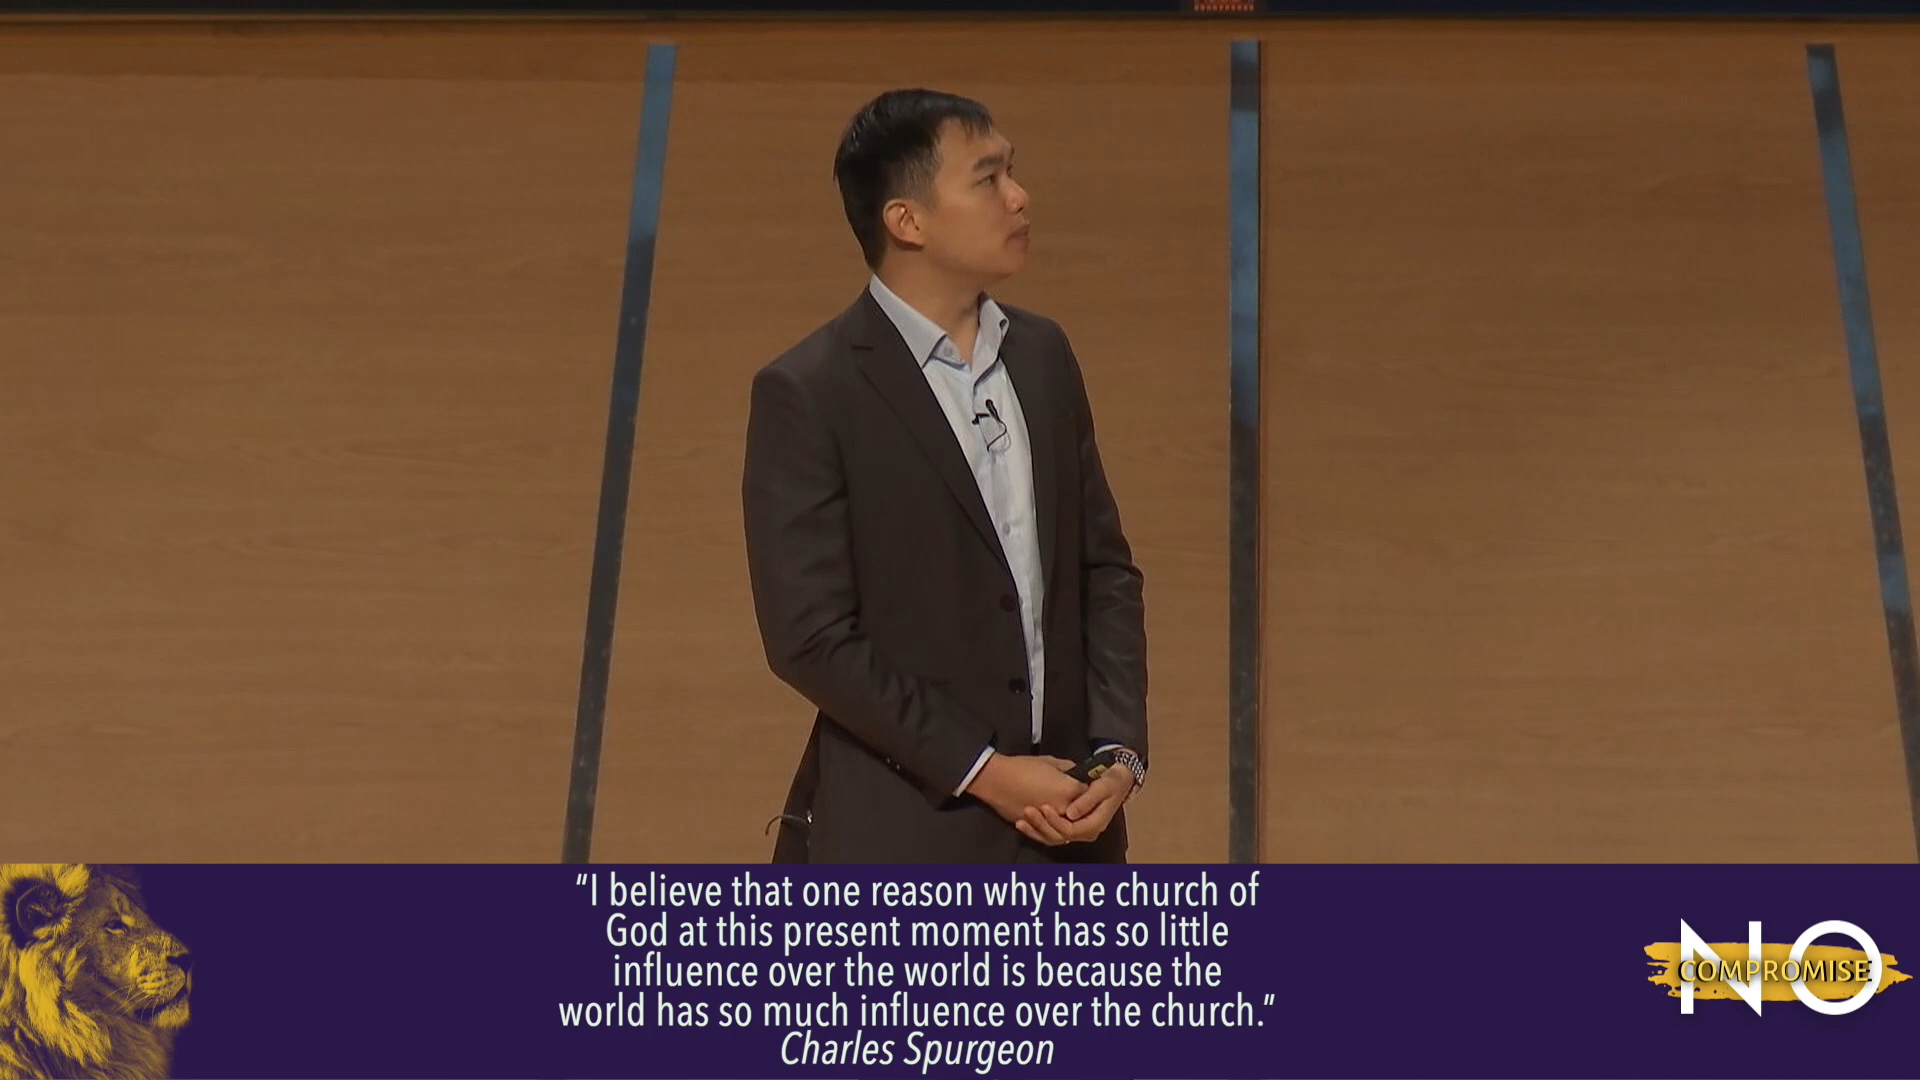 “I believe that one reason why the church of
God at this present moment has so little
influence over the world is because the
world has so much influence over the church.”
Charles Spurgeon
NO
COMPROMISE